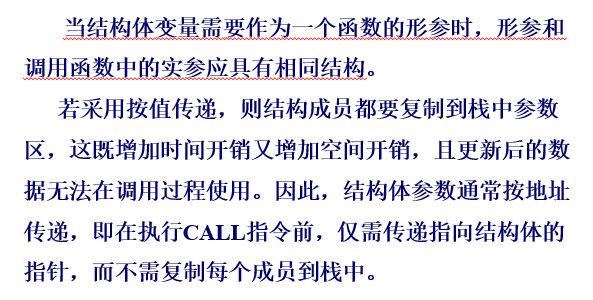 当结构体变量需要作为一个函数的形参时，形参和
调用函数中的实参应具有相同结构。
若采用按值传递，则结构成员都要复制到栈中参数
区，这既增加时间开销又增加空间开销，且更新后的数
据无法在调用过程使用。因此，结构体参数通常按地址
传递，即在执行CALL指令前，仅需传递指向结构体的
指针，而不需复制每个成员到栈中。